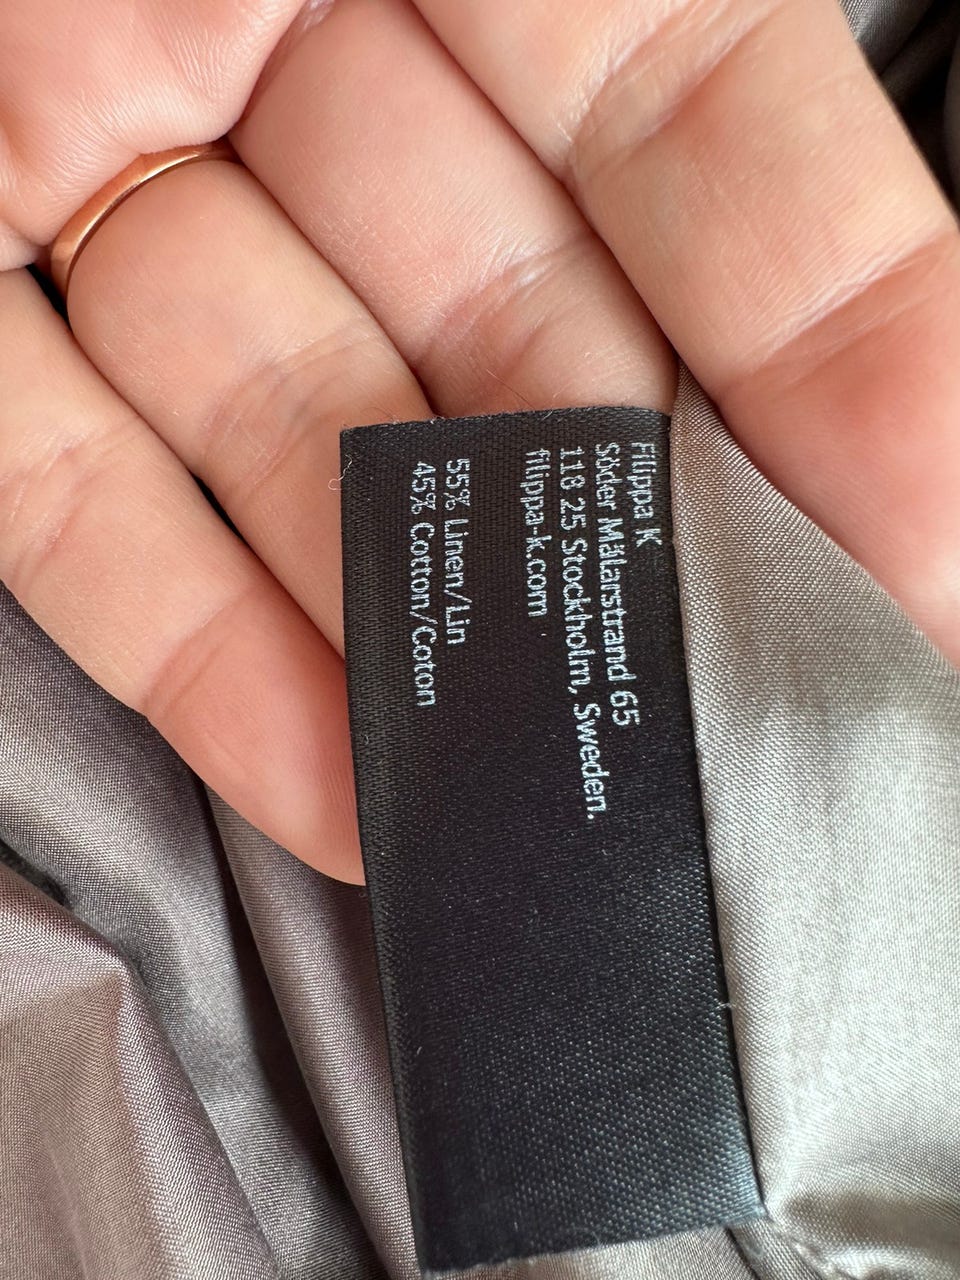 Filippa K
Söder Mälarstrand 65
118 25 Stockholm, Sweden.
filippa-k.com
55% Linen/Lin
45% Cotton/Coton